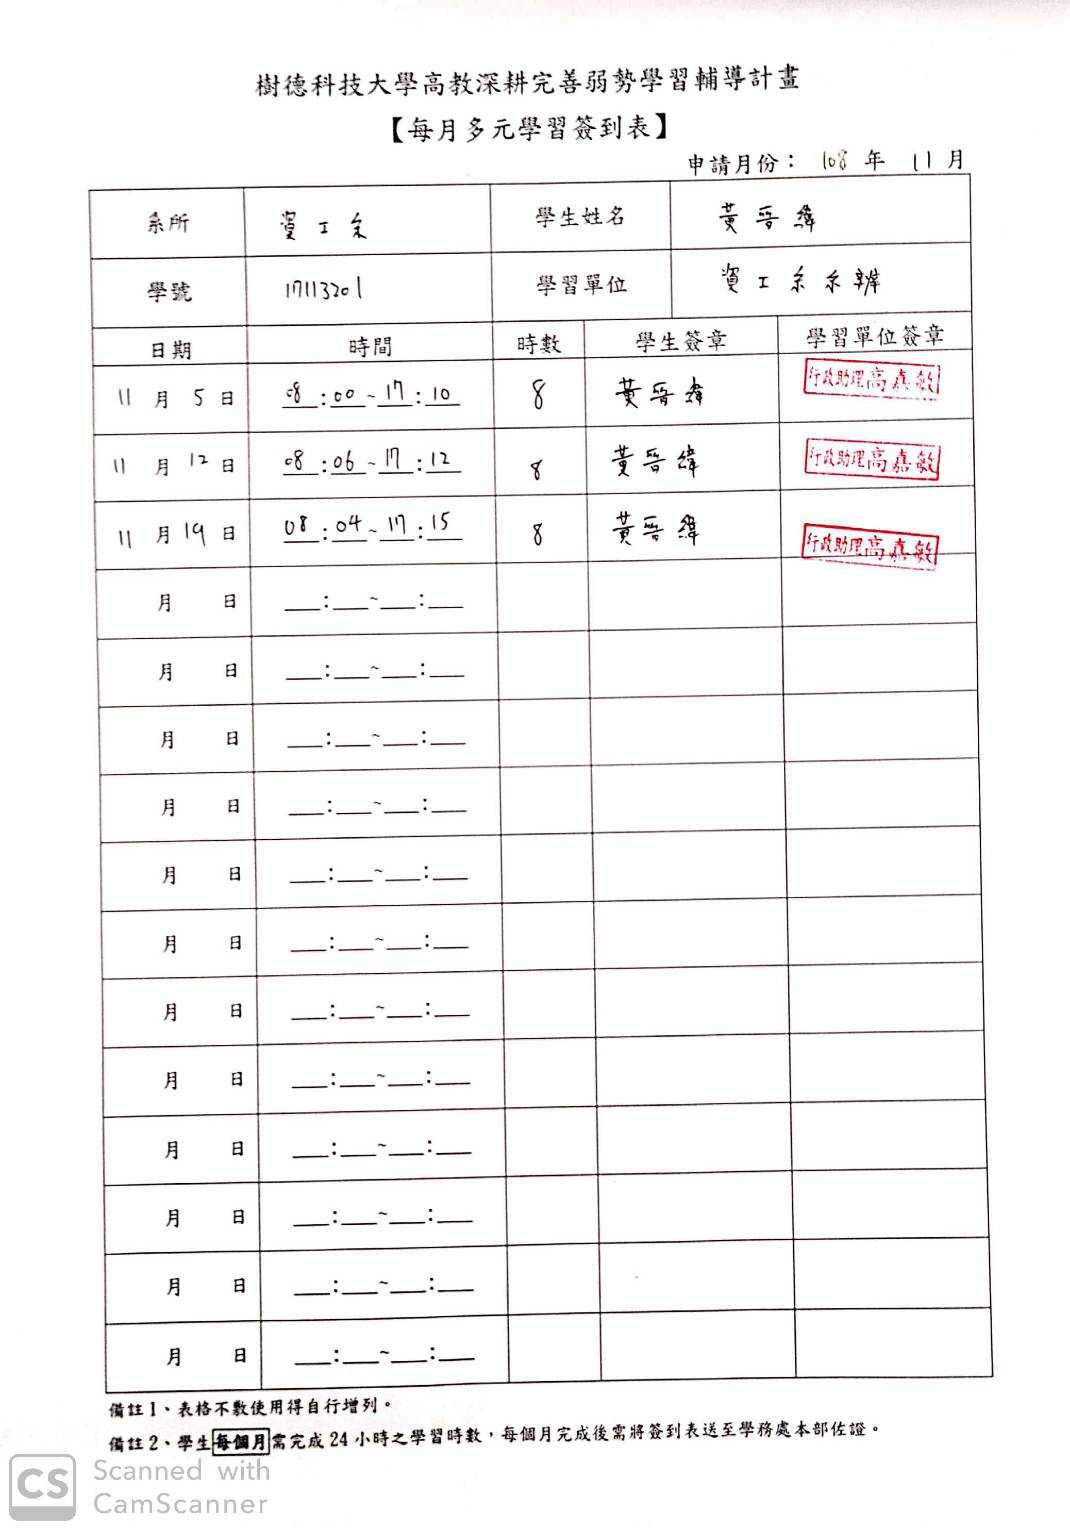 樹德科技大學高教深耕完善弱勢學習輔導計畫
【每月多元學習簽到表】
申請月份： 108 年 11 月
系所 資工系 學生姓名 黃晉緯
學號 17113201 學習單位 資工系系辦
日期 時間 時數 學生簽章 學習單位簽章
11 月 5 日 08:00~17:10 8 黃晉緯 行政助理高嘉敏
11 月 12 日 08:06~17:12 8 黃晉緯 行政助理高嘉敏
11 月 19 日 08:04~17:15 8 黃晉緯 行政助理高嘉敏
月 日 __:__~__:__
月 日 __:__~__:__
月 日 __:__~__:__
月 日 __:__~__:__
月 日 __:__~__:__
月 日 __:__~__:__
月 日 __:__~__:__
月 日 __:__~__:__
月 日 __:__~__:__
月 日 __:__~__:__
月 日 __:__~__:__
月 日 __:__~__:__
備註1、表格不敷使用得自行增列。
備註2、學生每個月需完成24小時之學習時數，每個月完成後需將簽到表送至學務處本部佐證。
CS Scanned with
CamScanner